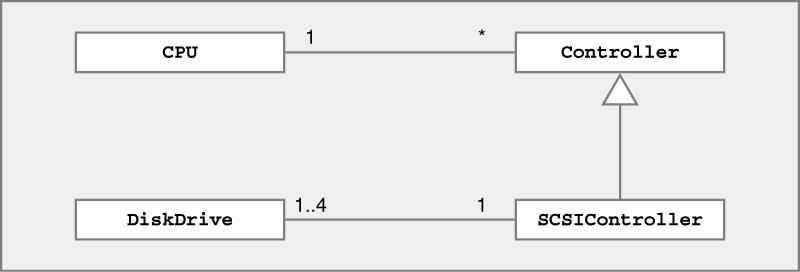 CPU 1 * Controller
DiskDrive 1..4 1 SCSIController